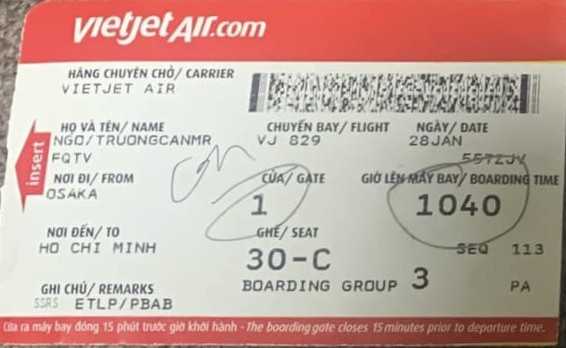 vietjetAir.com
HÃNG CHUYÊN CHỞ/ CARRIER
VIETJET AIR
HỌ VÀ TÊN/ NAME CHUYẾN BAY/ FLIGHT NGÀY/ DATE
NGO/TRUONGCANMR VJ 829 28JAN
FQTV 55TZJV
insert
NƠI ĐI/ FROM CỬA/ GATE GIỜ LÊN MÁY BAY/ BOARDING TIME
OSAKA 1 1040
NƠI ĐẾN/ TO GHẾ/ SEAT
HO CHI MINH 30-C SEQ 113
GHI CHÚ/ REMARKS BOARDING GROUP 3 PA
SSRS ETLP/PBAB
Cửa ra máy bay đóng 15 phút trước giờ khởi hành - The boarding gate closes 15 minutes prior to departure time.